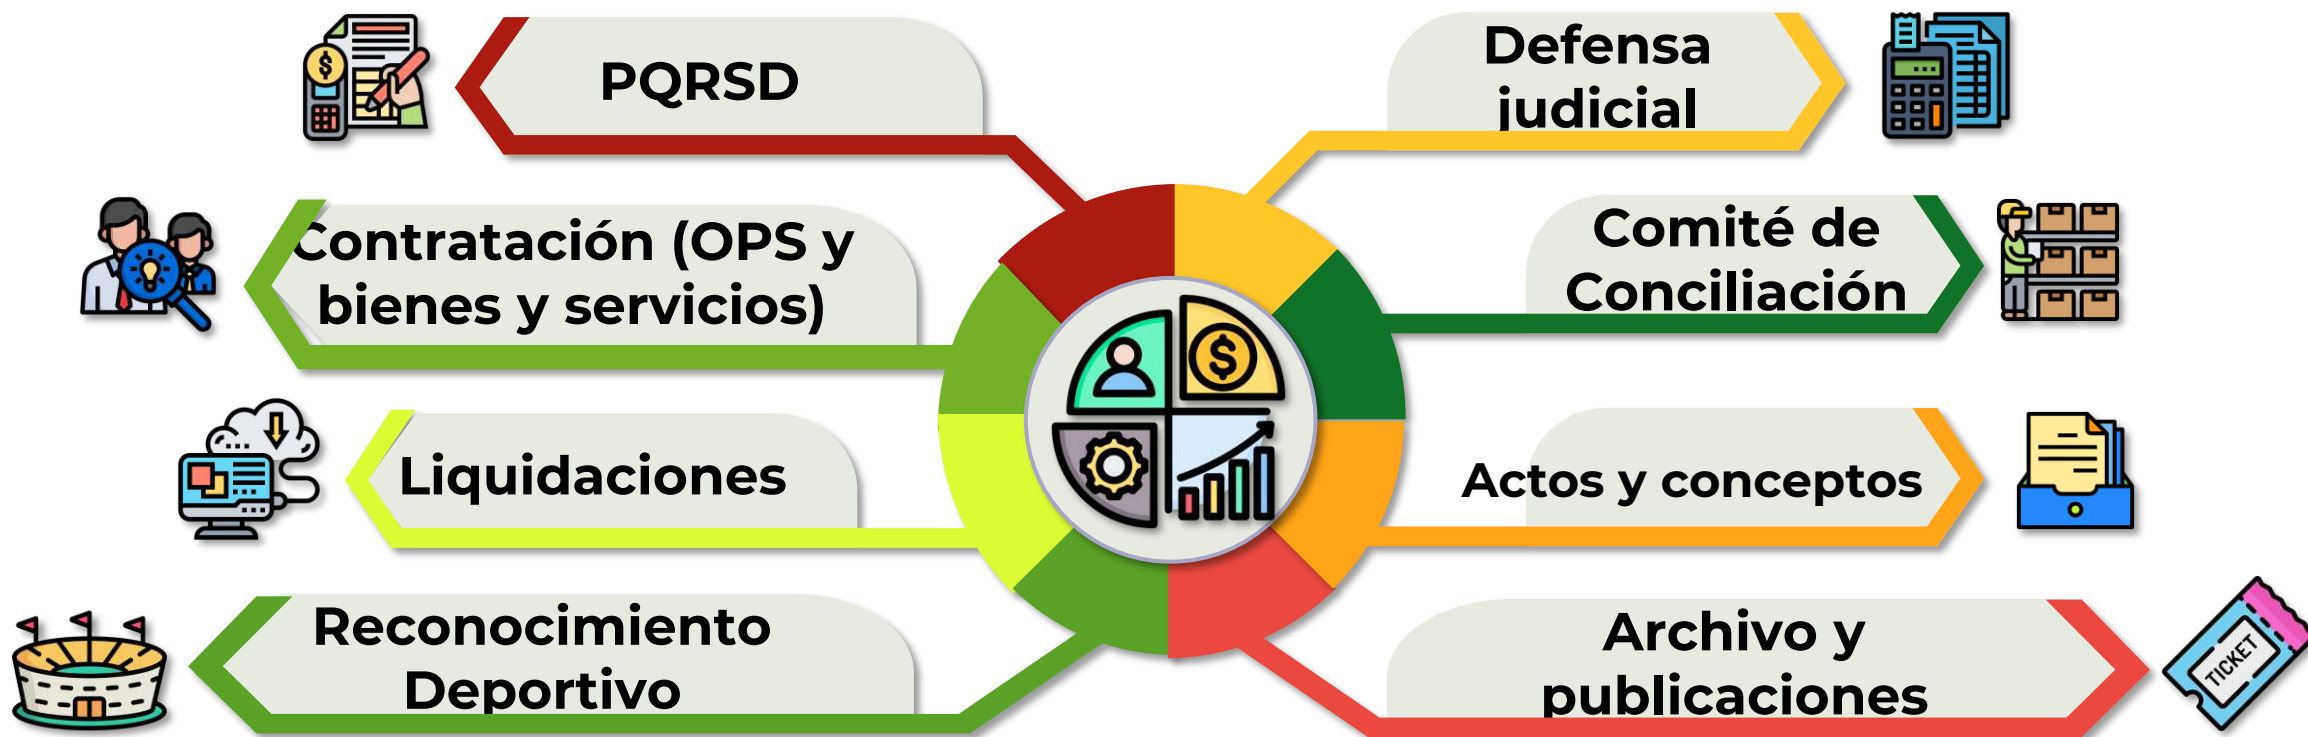 PQRSD
Contratación (OPS y
bienes y servicios)
Liquidaciones
Reconocimiento
Deportivo
Defensa
judicial
Comité de
Conciliación
Actos y conceptos
Archivo y
publicaciones
TICKET